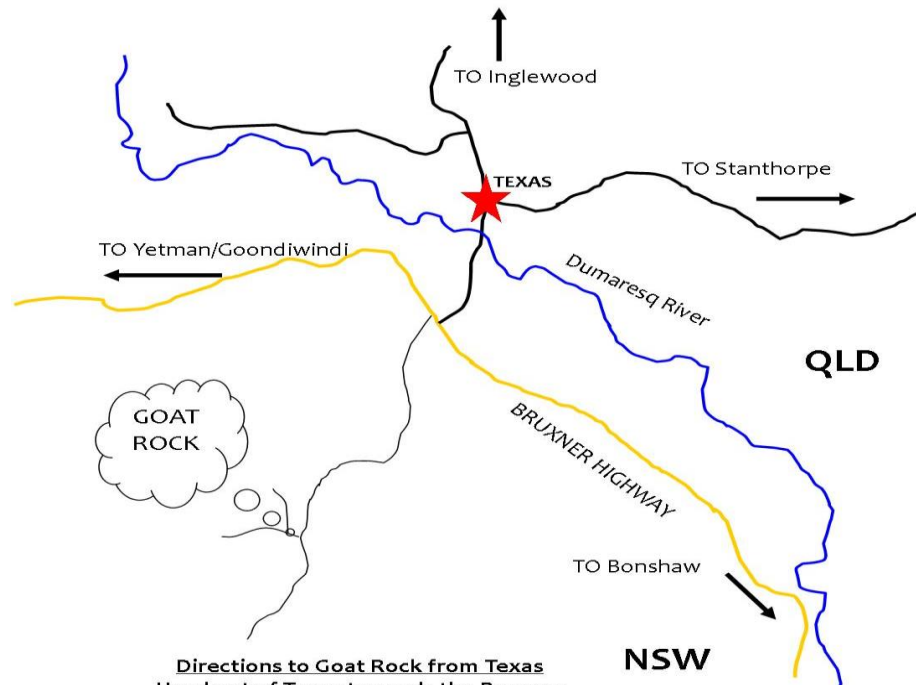 TO Inglewood
TO Stanthorpe
TEXAS
TO Yetman/Goondiwindi
Dumaresq River
QLD
GOAT
ROCK
BRUXNER HIGHWAY
TO Bonshaw
NSW
Directions to Goat Rock from Texas